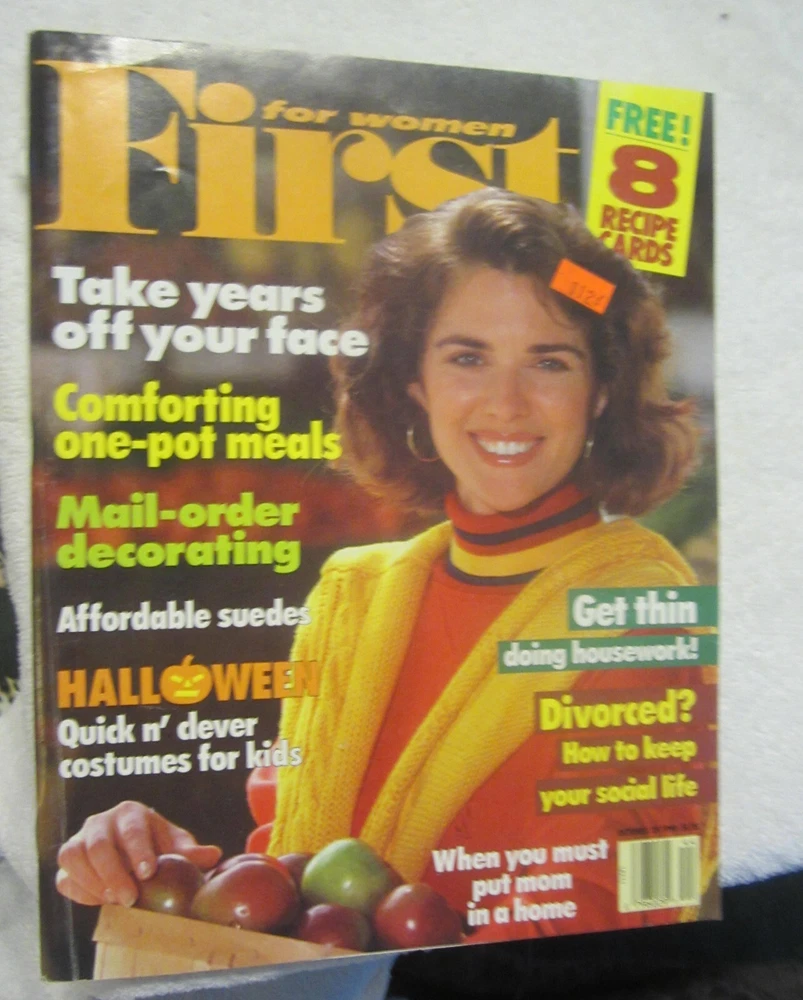 First
for women
FREE!
8
RECIPE
CARDS
Take years
off your face
Comforting
one-pot meals
Mail-order
decorating
Affordable suedes
HALLOWEEN
Quick n' clever
costumes for kids
Get thin
doing housework!
Divorced?
How to keep
your social life
When you must
put mom
in a home